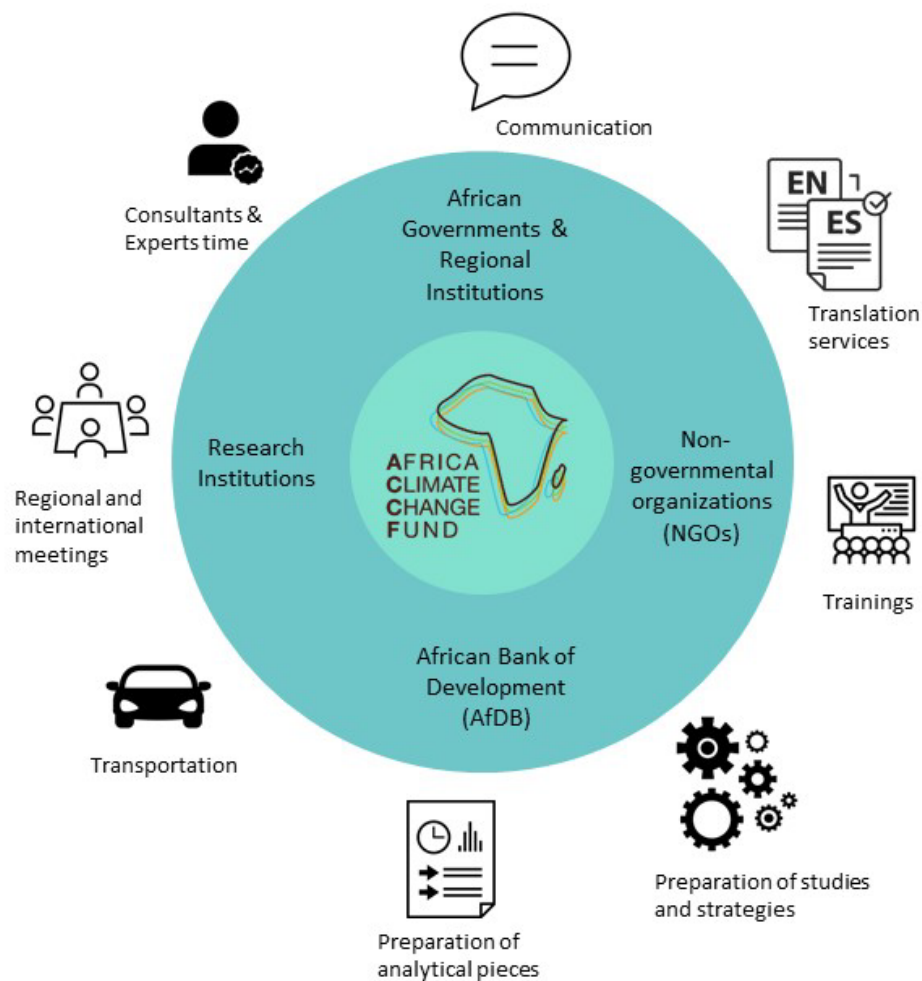 Communication
Consultants &
Experts time
African
Governments &
Regional
Institutions
EN
ES
Translation
services
Research
Institutions
AFRICA
CLIMATE
CHANGE
FUND
Non-
governmental
organizations
(NGOs)
Regional and
international
meetings
Trainings
African Bank of
Development
(AfDB)
Transportation
Preparation of studies
and strategies
Preparation of
analytical pieces